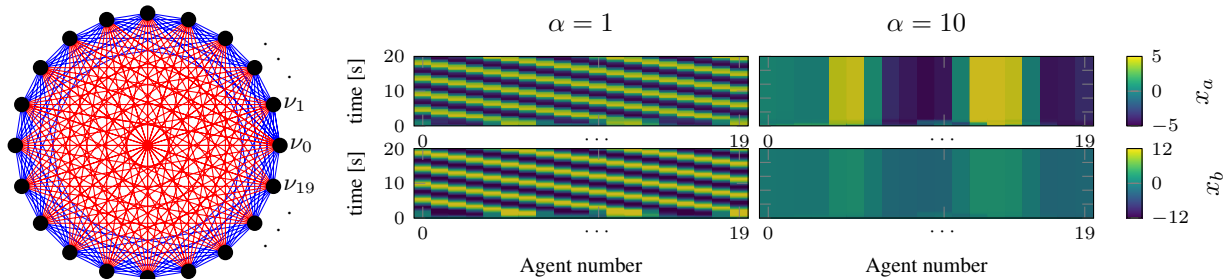 α = 1
α = 10
ν₁
ν₀
ν₁₉
time [s]
20
10
0
0
. . .
19
0
. . .
19
5
0
−5
xₐ
time [s]
20
10
0
0
. . .
19
0
. . .
19
12
0
−12
x_b
Agent number
Agent number